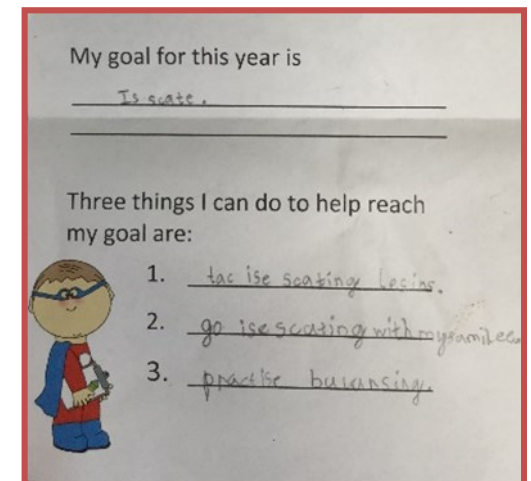 My goal for this year is
Is scate.
Three things I can do to help reach
my goal are:
1. tac ise scating lesins.
2. go ise scating with my famileee
3. practise balansing.